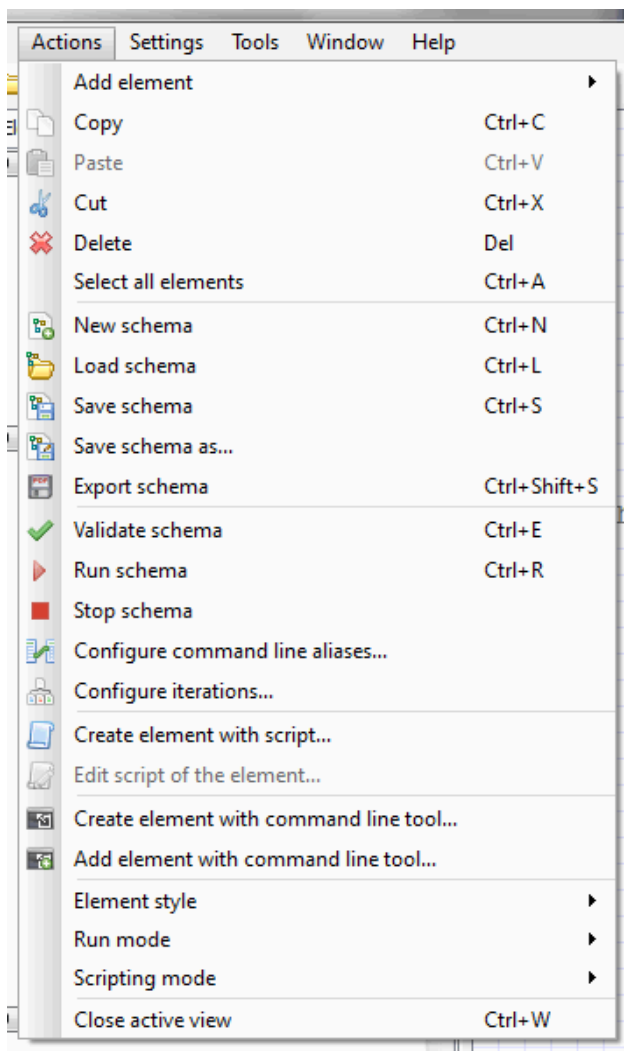 Actions Settings Tools Window Help
Add element
Copy Ctrl+C
Paste Ctrl+V
Cut Ctrl+X
Delete Del
Select all elements Ctrl+A
New schema Ctrl+N
Load schema Ctrl+L
Save schema Ctrl+S
Save schema as...
Export schema Ctrl+Shift+S
Validate schema Ctrl+E
Run schema Ctrl+R
Stop schema
Configure command line aliases...
Configure iterations...
Create element with script...
Edit script of the element...
Create element with command line tool...
Add element with command line tool...
Element style
Run mode
Scripting mode
Close active view Ctrl+W